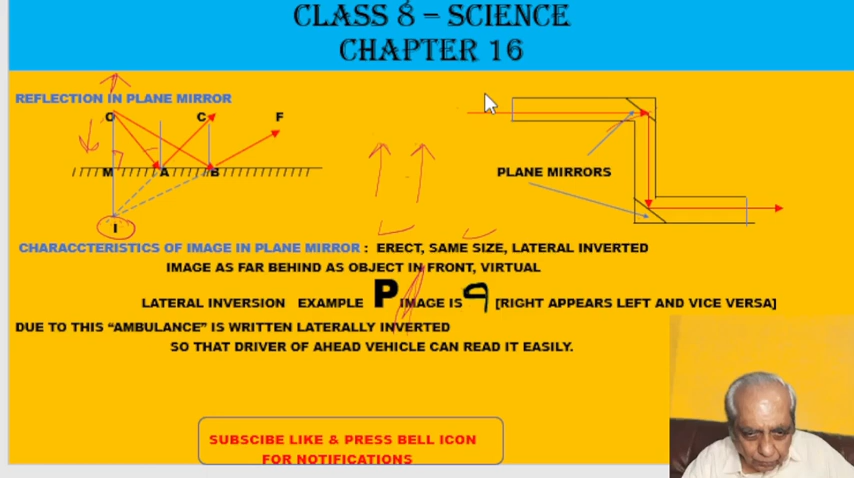 CLASS 8 – SCIENCE
CHAPTER 16
REFLECTION IN PLANE MIRROR
O C F
M A B
I
PLANE MIRRORS
CHARACCTERISTICS OF IMAGE IN PLANE MIRROR : ERECT, SAME SIZE, LATERAL INVERTED
IMAGE AS FAR BEHIND AS OBJECT IN FRONT, VIRTUAL
LATERAL INVERSION EXAMPLE P IMAGE IS [RIGHT APPEARS LEFT AND VICE VERSA]
DUE TO THIS “AMBULANCE” IS WRITTEN LATERALLY INVERTED
SO THAT DRIVER OF AHEAD VEHICLE CAN READ IT EASILY.
SUBSCIBE LIKE & PRESS BELL ICON
FOR NOTIFICATIONS